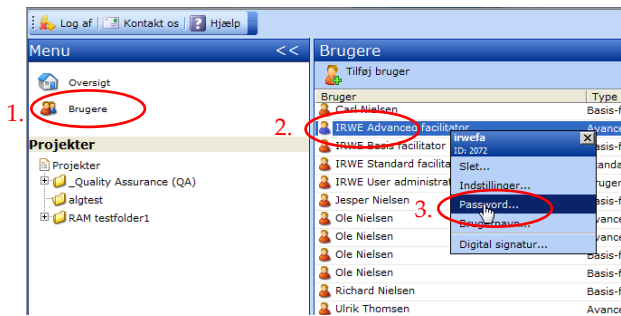 Log af Kontakt os Hjælp
Menu <<
Oversigt
1.
Brugere
Projekter
Projekter
_Quality Assurance (QA)
algtest
RAM testfolder1
Brugere
Tilføj bruger
Bruger Type
Carl Nielsen Basis-f
2.
IRWE Advanced facilitator Avance
IRWE Basis facilitator Basis-f
IRWE Standard facilita
IRWE User administrat
Jesper Nielsen Basis-f
Ole Nielsen
Ole Nielsen
Ole Nielsen Basis-f
Richard Nielsen Basis-f
Ulrik Thomsen Avance
irwefa X
ID: 2072
Slet...
Indstillinger...
3.
Password...
Brugernavn...
Digital signatur...